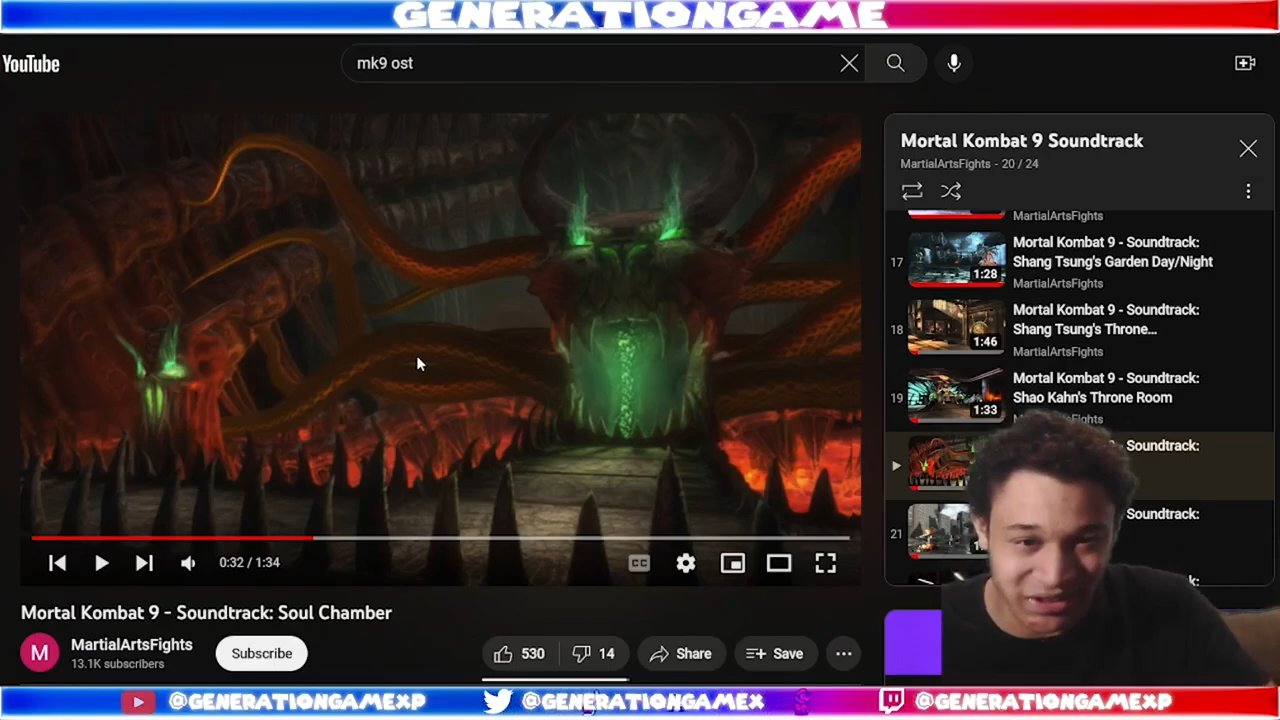 GENERATIONGAME
YouTube
mk9 ost
Mortal Kombat 9 Soundtrack
MartialArtsFights - 20 / 24
MartialArtsFights
17
1:28
Mortal Kombat 9 - Soundtrack:
Shang Tsung's Garden Day/Night
MartialArtsFights
18
1:46
Mortal Kombat 9 - Soundtrack:
Shang Tsung's Throne...
MartialArtsFights
19
1:33
Mortal Kombat 9 - Soundtrack:
Shao Kahn's Throne Room
Soundtrack:
21
Soundtrack:
0:32 / 1:34
CC
Mortal Kombat 9 - Soundtrack: Soul Chamber
M
MartialArtsFights
13.1K subscribers
Subscribe
530
14
Share
Save
@GENERATIONGAMEXP
@GENERATIONGAMEX
@GENERATIONGAMEXP